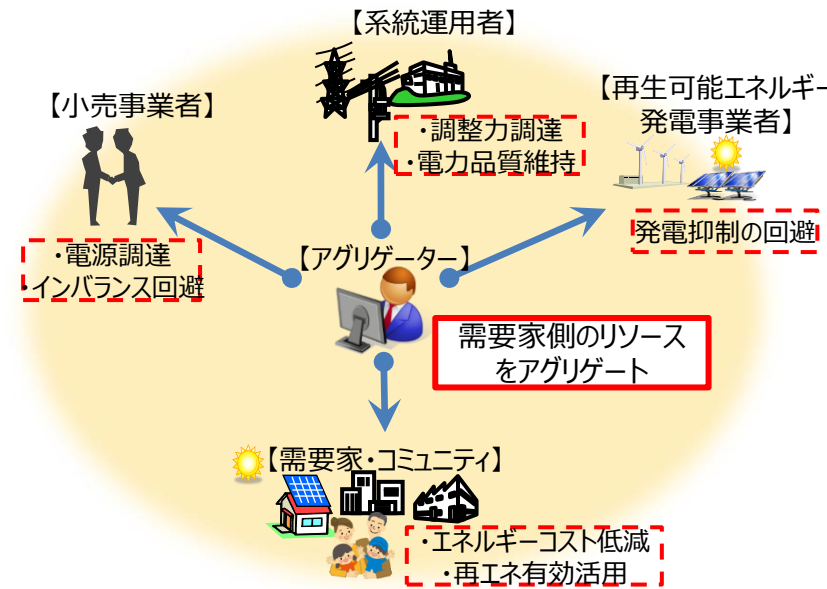 【系統運用者】
・調整力調達
・電力品質維持
【小売事業者】
・電源調達
・インバランス回避
【再生可能エネルギー
発電事業者】
発電抑制の回避
【アグリゲーター】
需要家側のリソース
をアグリゲート
【需要家・コミュニティ】
・エネルギーコスト低減
・再エネ有効活用